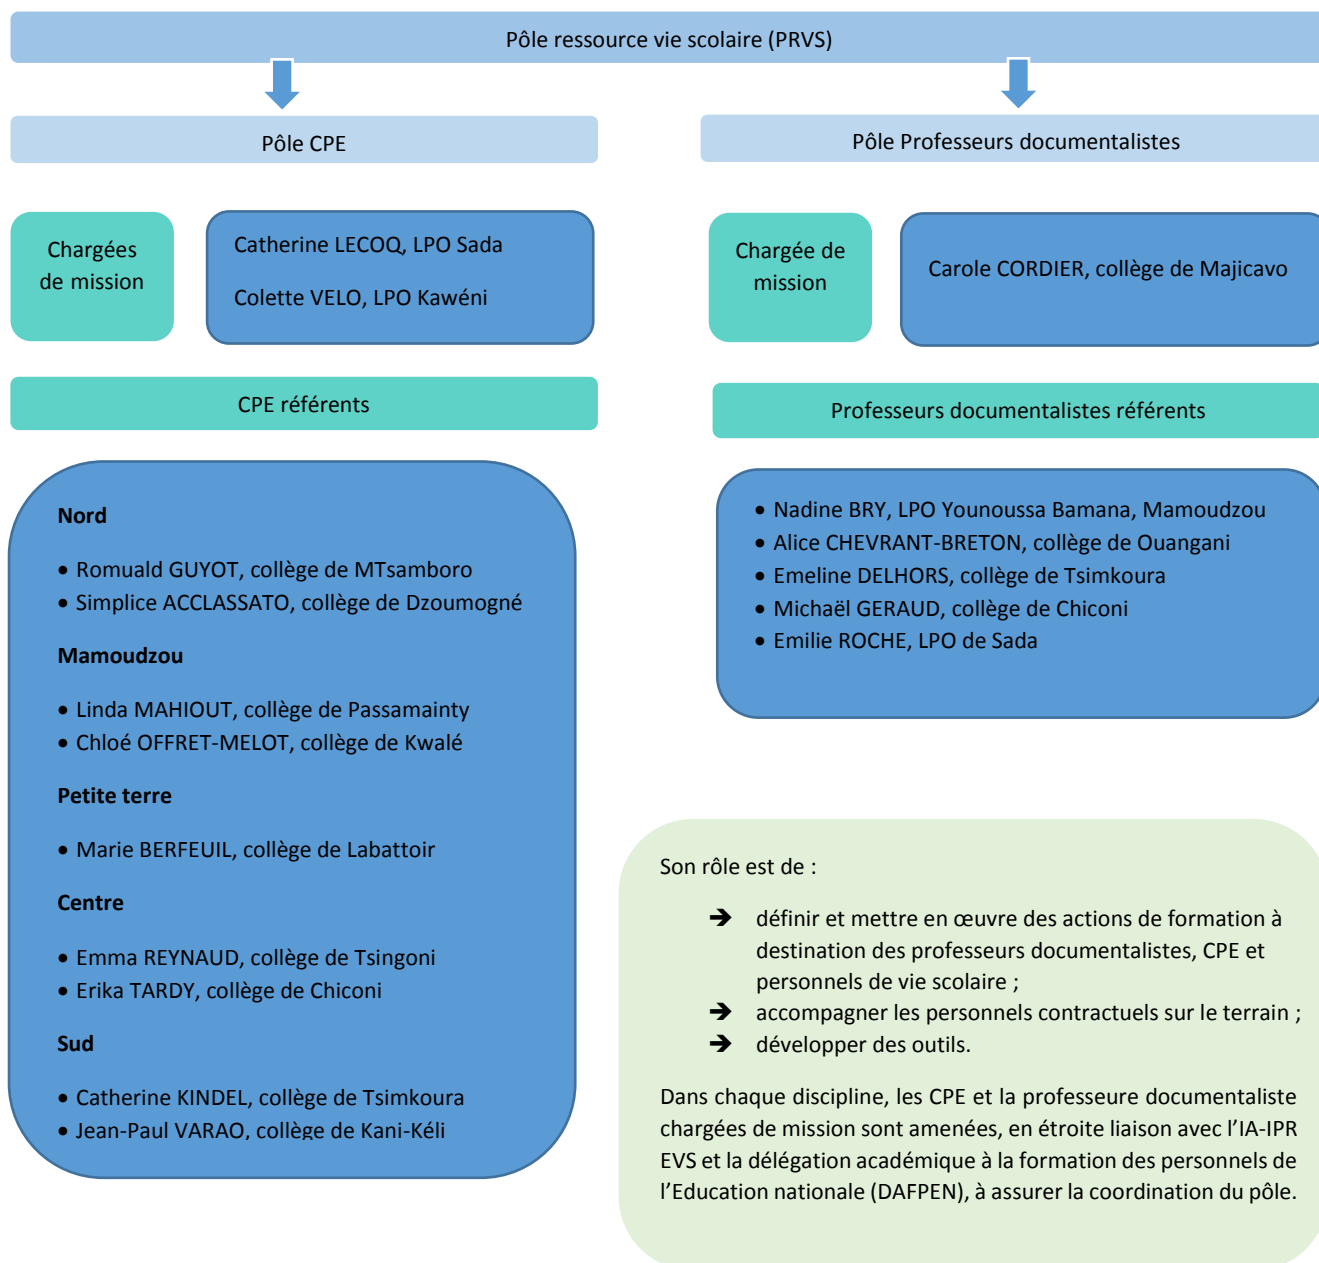 Pôle ressource vie scolaire (PRVS)
Pôle CPE
Chargées
de mission
Catherine LECOQ, LPO Sada
Colette VELO, LPO Kawéni
CPE référents
Nord
• Romuald GUYOT, collège de MTsamboro
• Simplice ACCLASSATO, collège de Dzoumogné
Mamoudzou
• Linda MAHIOUT, collège de Passamainty
• Chloé OFFRET-MELOT, collège de Kwalé
Petite terre
• Marie BERFEUIL, collège de Labattoir
Centre
• Emma REYNAUD, collège de Tsingoni
• Erika TARDY, collège de Chiconi
Sud
• Catherine KINDEL, collège de Tsimkoura
• Jean-Paul VARAO, collège de Kani-Kéli
Pôle Professeurs documentalistes
Chargée de
mission
Carole CORDIER, collège de Majicavo
Professeurs documentalistes référents
• Nadine BRY, LPO Younoussa Bamana, Mamoudzou
• Alice CHEVRANT-BRETON, collège de Ouangani
• Emeline DELHORS, collège de Tsimkoura
• Michaël GERAUD, collège de Chiconi
• Emilie ROCHE, LPO de Sada
Son rôle est de :
➔ définir et mettre en œuvre des actions de formation à
destination des professeurs documentalistes, CPE et
personnels de vie scolaire ;
➔ accompagner les personnels contractuels sur le terrain ;
➔ développer des outils.
Dans chaque discipline, les CPE et la professeure documentaliste
chargées de mission sont amenées, en étroite liaison avec l’IA-IPR
EVS et la délégation académique à la formation des personnels de
l’Education nationale (DAFPEN), à assurer la coordination du pôle.